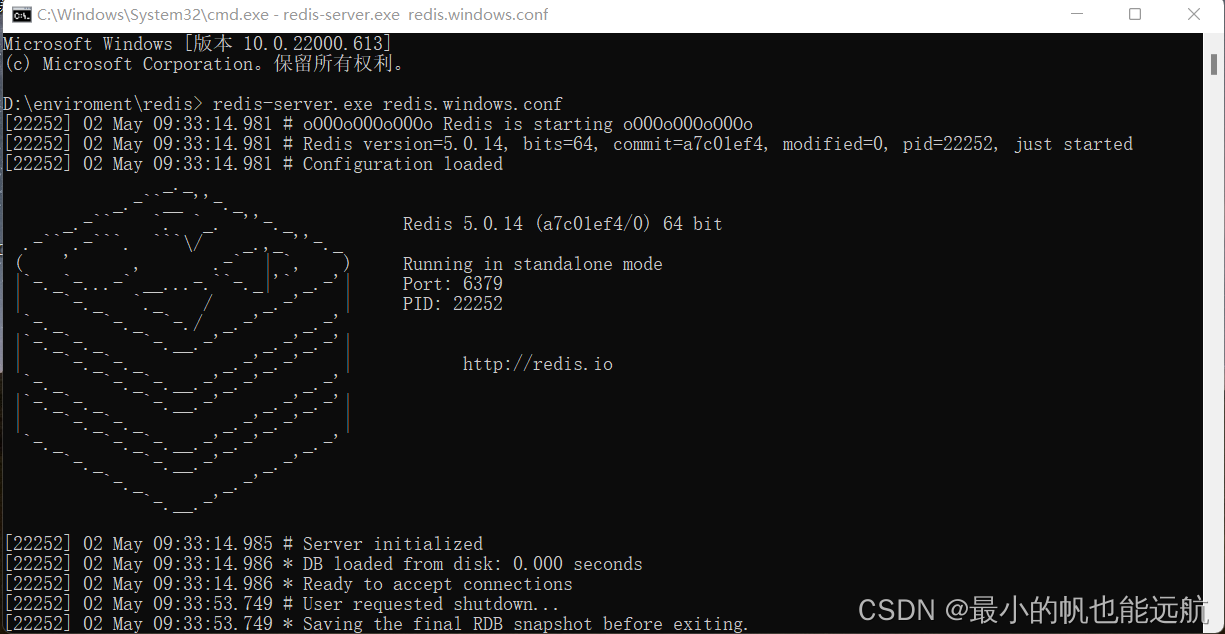 C:\Windows\System32\cmd.exe - redis-server.exe  redis.windows.conf
Microsoft Windows [版本 10.0.22000.613]
(c) Microsoft Corporation。保留所有权利。
D:\enviroment\redis> redis-server.exe redis.windows.conf
[22252] 02 May 09:33:14.981 # oO0OoO0OoO0Oo Redis is starting oO0OoO0OoO0Oo
[22252] 02 May 09:33:14.981 # Redis version=5.0.14, bits=64, commit=a7c01ef4, modified=0, pid=22252, just started
[22252] 02 May 09:33:14.981 # Configuration loaded
Redis 5.0.14 (a7c01ef4/0) 64 bit
Running in standalone mode
Port: 6379
PID: 22252
http://redis.io
[22252] 02 May 09:33:14.985 # Server initialized
[22252] 02 May 09:33:14.986 * DB loaded from disk: 0.000 seconds
[22252] 02 May 09:33:14.986 * Ready to accept connections
[22252] 02 May 09:33:53.749 # User requested shutdown...
[22252] 02 May 09:33:53.749 * Saving the final RDB snapshot before exiting.
CSDN @最小的帆也能远航